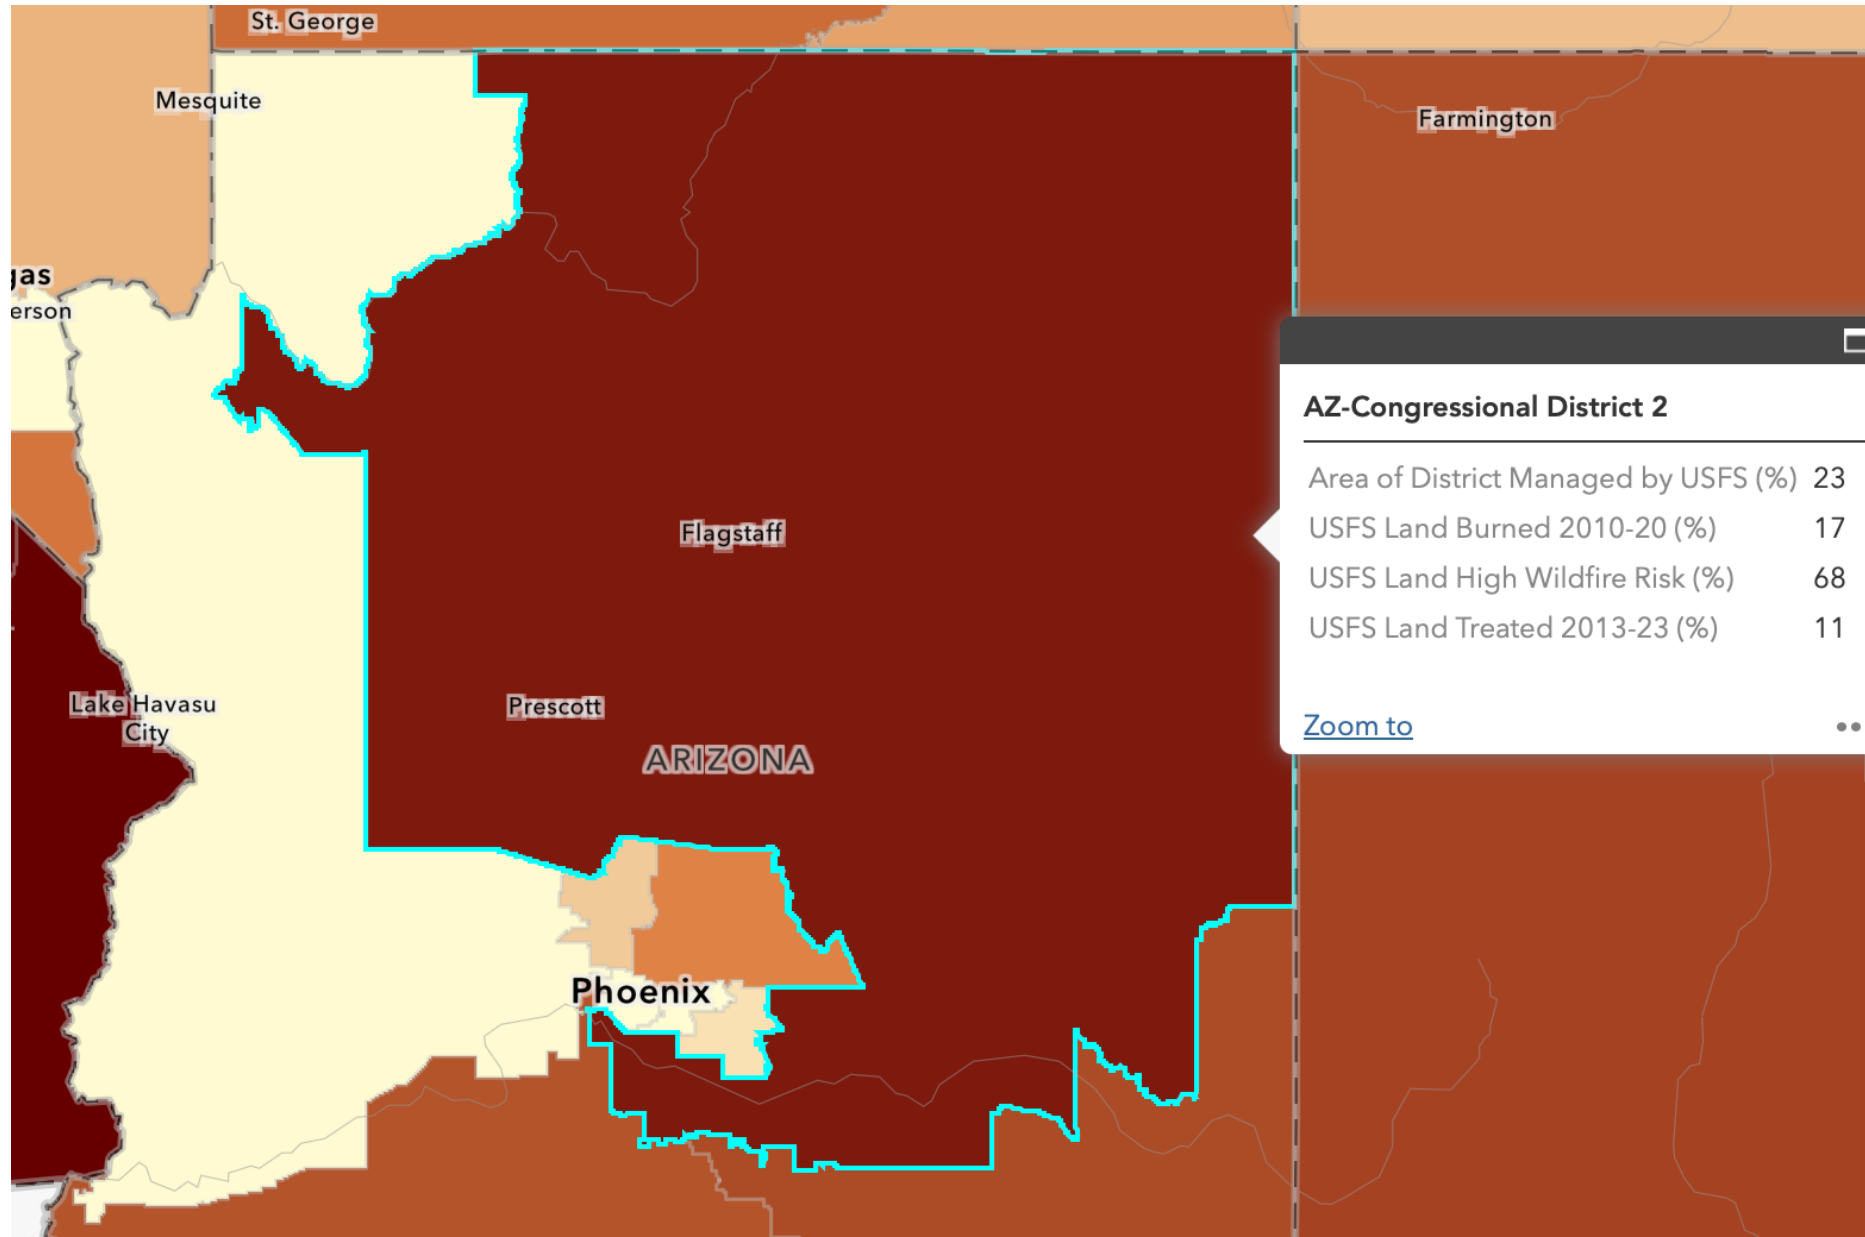 St. George
Mesquite
Farmington
gas
erson
AZ-Congressional District 2
Area of District Managed by USFS (%) 23
USFS Land Burned 2010-20 (%) 17
Flagstaff
USFS Land High Wildfire Risk (%) 68
USFS Land Treated 2013-23 (%) 11
Lake Havasu
City
Prescott
Zoom to
ARIZONA
Phoenix